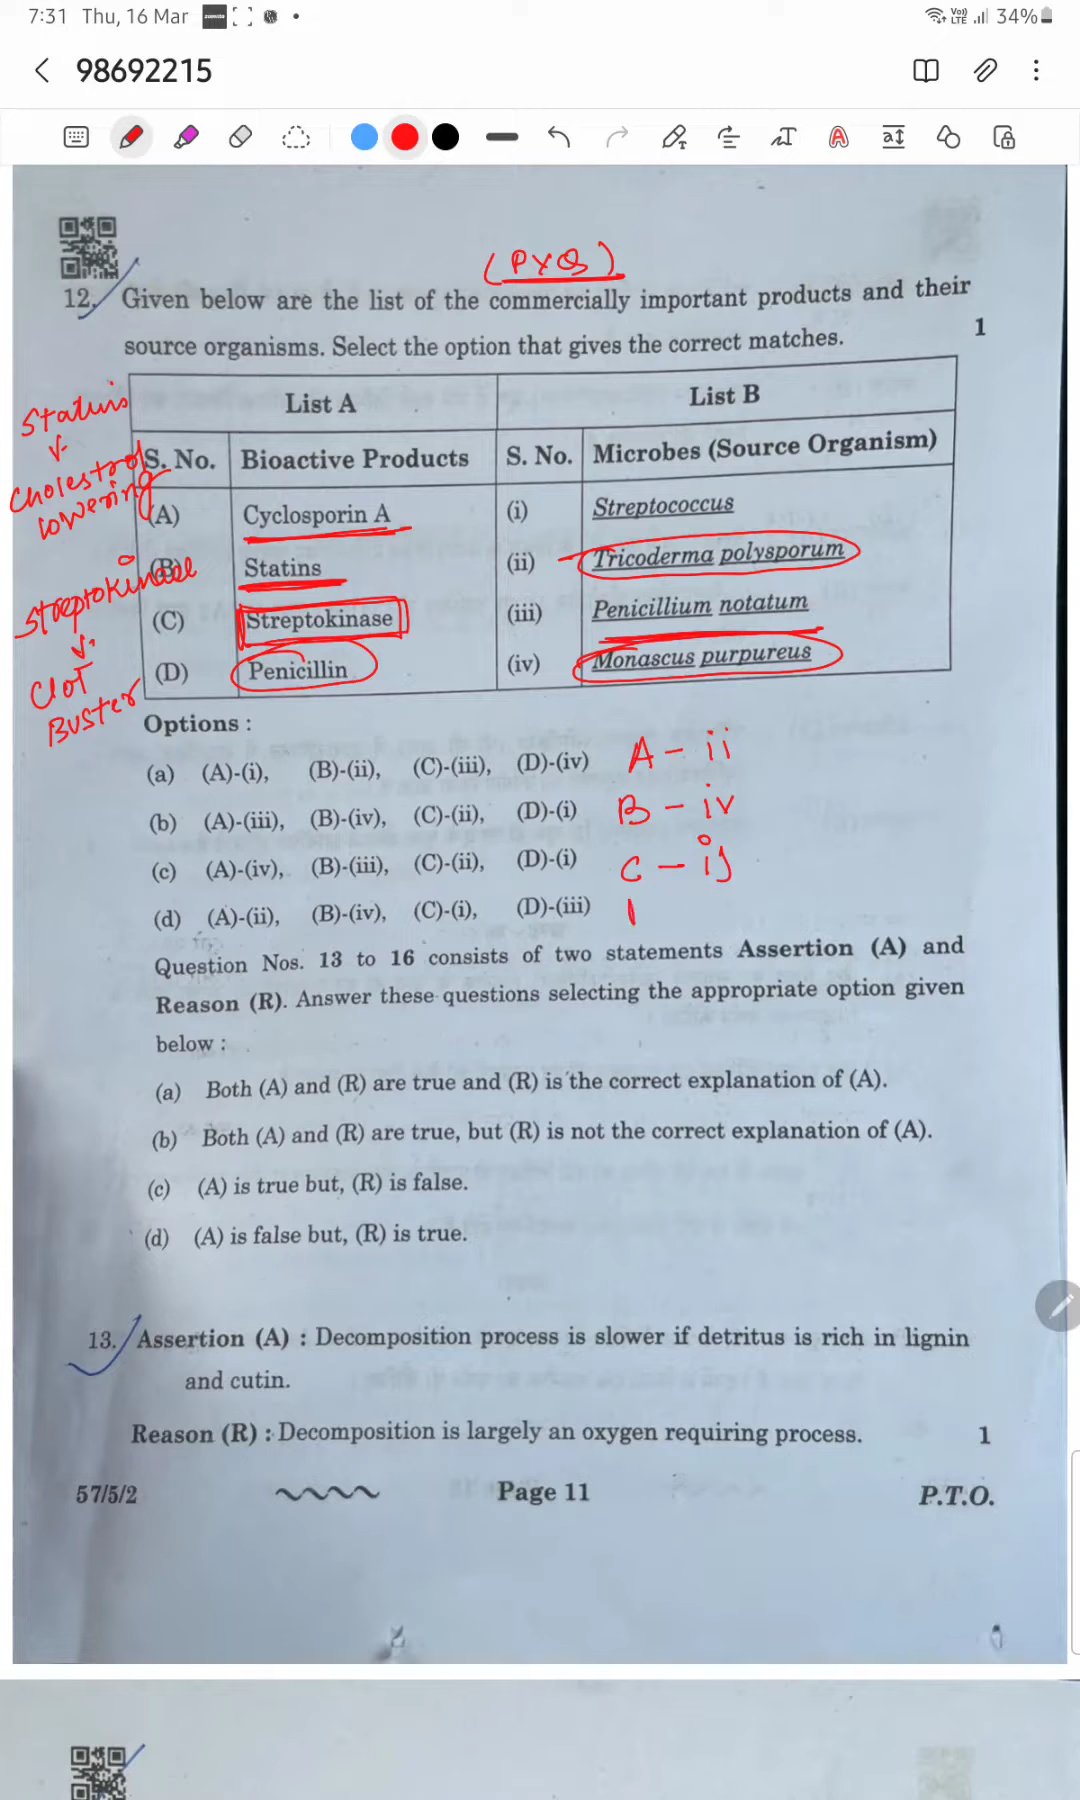 7:31 Thu, 16 Mar zomato 34%
98692215
(PYQs)
12. Given below are the list of the commercially important products and their
source organisms. Select the option that gives the correct matches. 1
List A List B
S. No. Bioactive Products S. No. Microbes (Source Organism)
(A) Cyclosporin A (i) Streptococcus
(B) Statins (ii) Tricoderma polysporum
(C) Streptokinase (iii) Penicillium notatum
(D) Penicillin (iv) Monascus purpureus
Statins
Cholestrol
lowering
Streptokinase
Clot
Buster
Options :
(a) (A)-(i), (B)-(ii), (C)-(iii), (D)-(iv) A - ii
(b) (A)-(iii), (B)-(iv), (C)-(ii), (D)-(i) B - iv
(c) (A)-(iv), (B)-(iii), (C)-(ii), (D)-(i) C - i
(d) (A)-(ii), (B)-(iv), (C)-(i), (D)-(iii)
Question Nos. 13 to 16 consists of two statements Assertion (A) and
Reason (R). Answer these questions selecting the appropriate option given
below :
(a) Both (A) and (R) are true and (R) is the correct explanation of (A).
(b) Both (A) and (R) are true, but (R) is not the correct explanation of (A).
(c) (A) is true but, (R) is false.
(d) (A) is false but, (R) is true.
13. Assertion (A) : Decomposition process is slower if detritus is rich in lignin
and cutin.
Reason (R) : Decomposition is largely an oxygen requiring process. 1
57/5/2 Page 11 P.T.O.